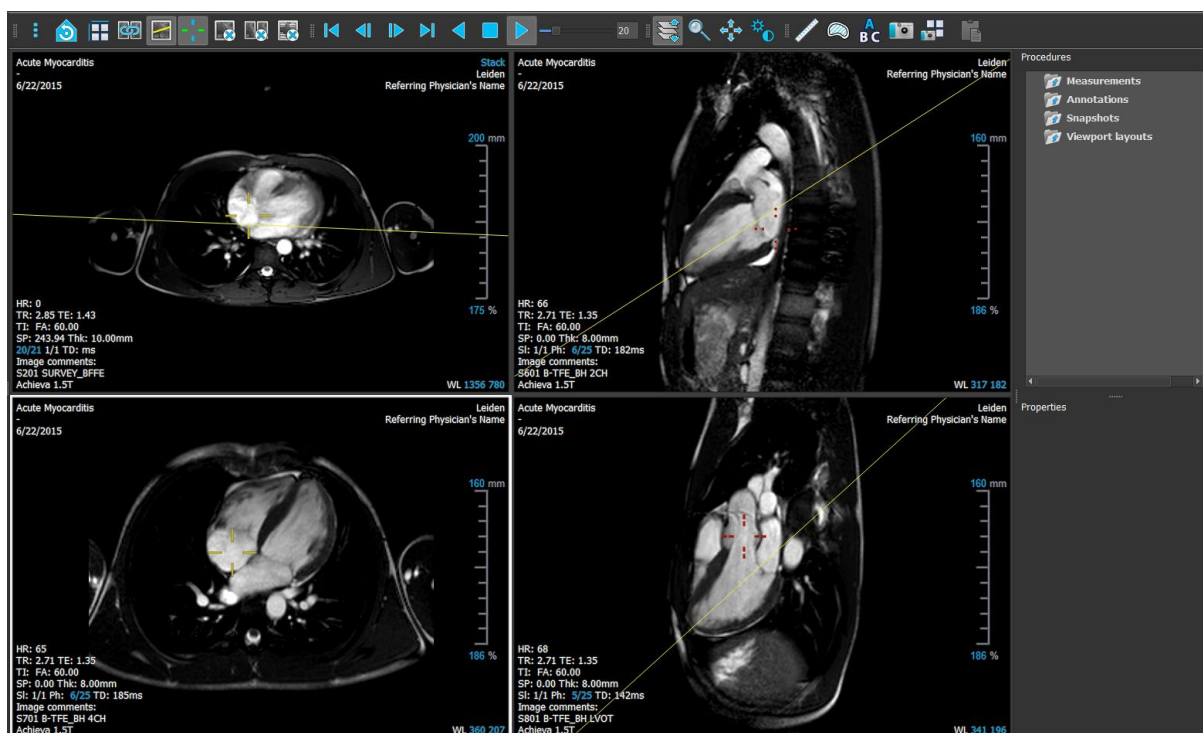 20
A
B C
Acute Myocarditis
-
6/22/2015
Stack
Leiden
Referring Physician's Name
200 mm
175 %
HR: 0
TR: 2.85 TE: 1.43
TI: FA: 60.00
SP: 243.94 Thk: 10.00mm
20/21 1/1 TD: ms
Image comments:
S201 SURVEY_BFFE
Achieva 1.5T
WL 1356 780
Acute Myocarditis
-
6/22/2015
Leiden
Referring Physician's Name
160 mm
186 %
HR: 66
TR: 2.71 TE: 1.35
TI: FA: 60.00
SP: 0.00 Thk: 8.00mm
Sl: 1/1 Ph: 6/25 TD: 182ms
Image comments:
S601 B-TFE_BH 2CH
Achieva 1.5T
WL 317 182
Procedures
Measurements
Annotations
Snapshots
Viewport layouts
Acute Myocarditis
-
6/22/2015
Leiden
Referring Physician's Name
160 mm
186 %
HR: 65
TR: 2.71 TE: 1.35
TI: FA: 60.00
SP: 0.00 Thk: 8.00mm
Sl: 1/1 Ph: 6/25 TD: 185ms
Image comments:
S701 B-TFE_BH 4CH
Achieva 1.5T
WL 360 207
Acute Myocarditis
-
6/22/2015
Leiden
Referring Physician's Name
160 mm
186 %
HR: 68
TR: 2.71 TE: 1.35
TI: FA: 60.00
SP: 0.00 Thk: 8.00mm
Sl: 1/1 Ph: 5/25 TD: 142ms
Image comments:
S801 B-TFE_BH LVOT
Achieva 1.5T
WL 341 196
Properties